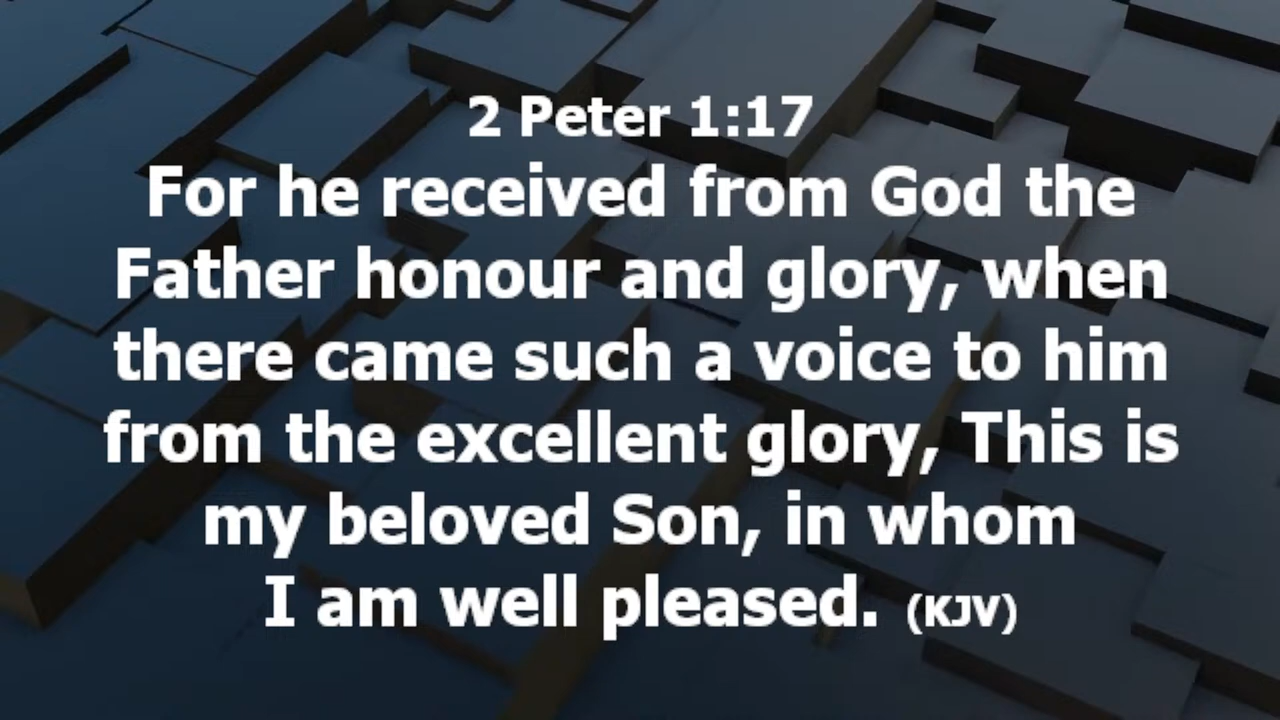 2 Peter 1:17
For he received from God the
Father honour and glory, when
there came such a voice to him
from the excellent glory, This is
my beloved Son, in whom
I am well pleased. (KJV)